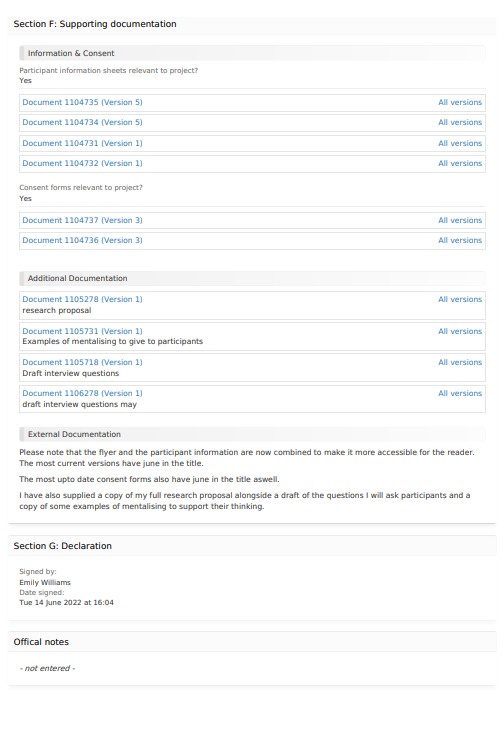 Section F: Supporting documentation
Information & Consent
Participant information sheets relevant to project?
Yes
Document 1104735 (Version 5) All versions
Document 1104734 (Version 5) All versions
Document 1104731 (Version 1) All versions
Document 1104732 (Version 1) All versions
Consent forms relevant to project?
Yes
Document 1104737 (Version 3) All versions
Document 1104736 (Version 3) All versions
Additional Documentation
Document 1105278 (Version 1) All versions
research proposal
Document 1105731 (Version 1) All versions
Examples of mentalising to give to participants
Document 1105718 (Version 1) All versions
Draft interview questions
Document 1106278 (Version 1) All versions
draft interview questions may
External Documentation
Please note that the flyer and the participant information are now combined to make it more accessible for the reader.
The most current versions have june in the title.
The most upto date consent forms also have june in the title aswell.
I have also supplied a copy of my full research proposal alongside a draft of the questions I will ask participants and a
copy of some examples of mentalising to support their thinking.
Section G: Declaration
Signed by:
Emily Williams
Date signed:
Tue 14 June 2022 at 16:04
Offical notes
- not entered -